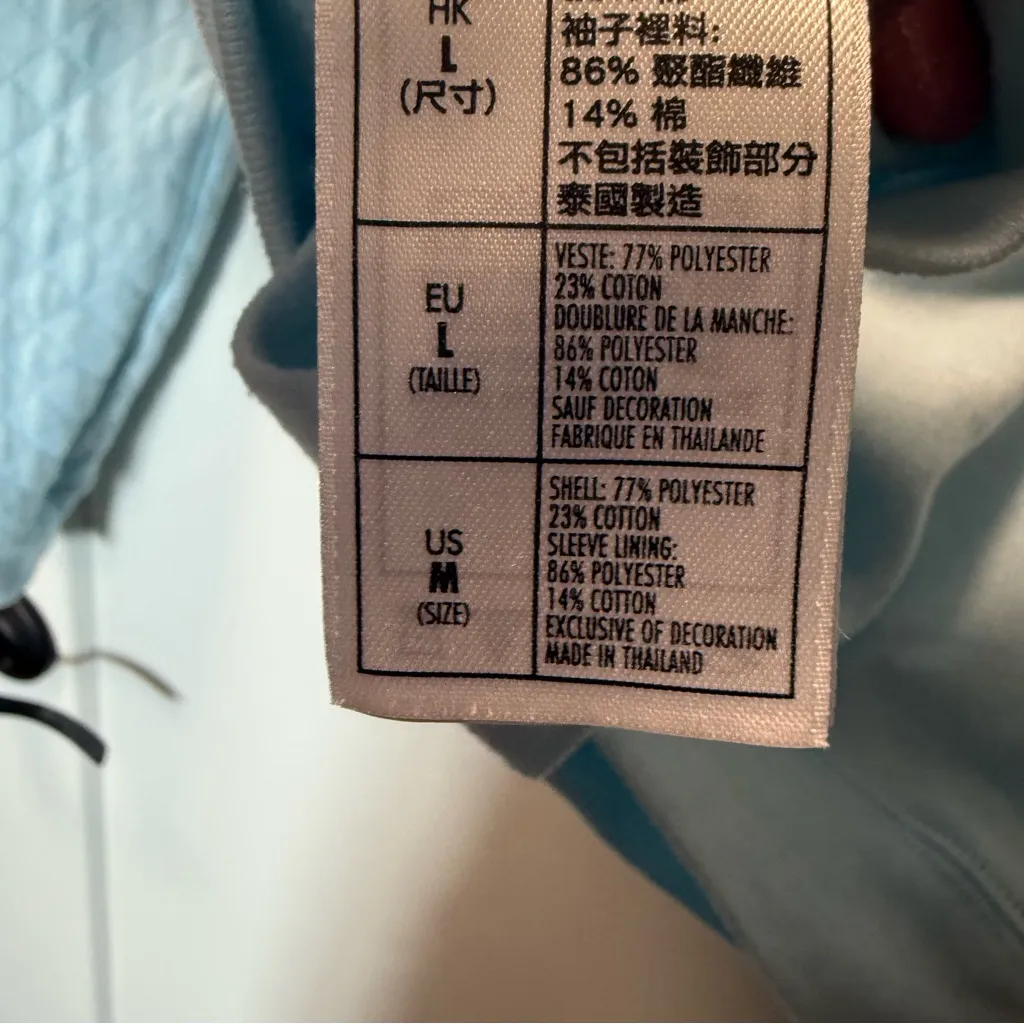 HK
L
(尺寸)
袖子裡料:
86% 聚酯纖維
14% 棉
不包括裝飾部分
泰國製造
EU
L
(TAILLE)
VESTE: 77% POLYESTER
23% COTON
DOUBLURE DE LA MANCHE:
86% POLYESTER
14% COTON
SAUF DECORATION
FABRIQUE EN THAILANDE
US
M
(SIZE)
SHELL: 77% POLYESTER
23% COTTON
SLEEVE LINING:
86% POLYESTER
14% COTTON
EXCLUSIVE OF DECORATION
MADE IN THAILAND